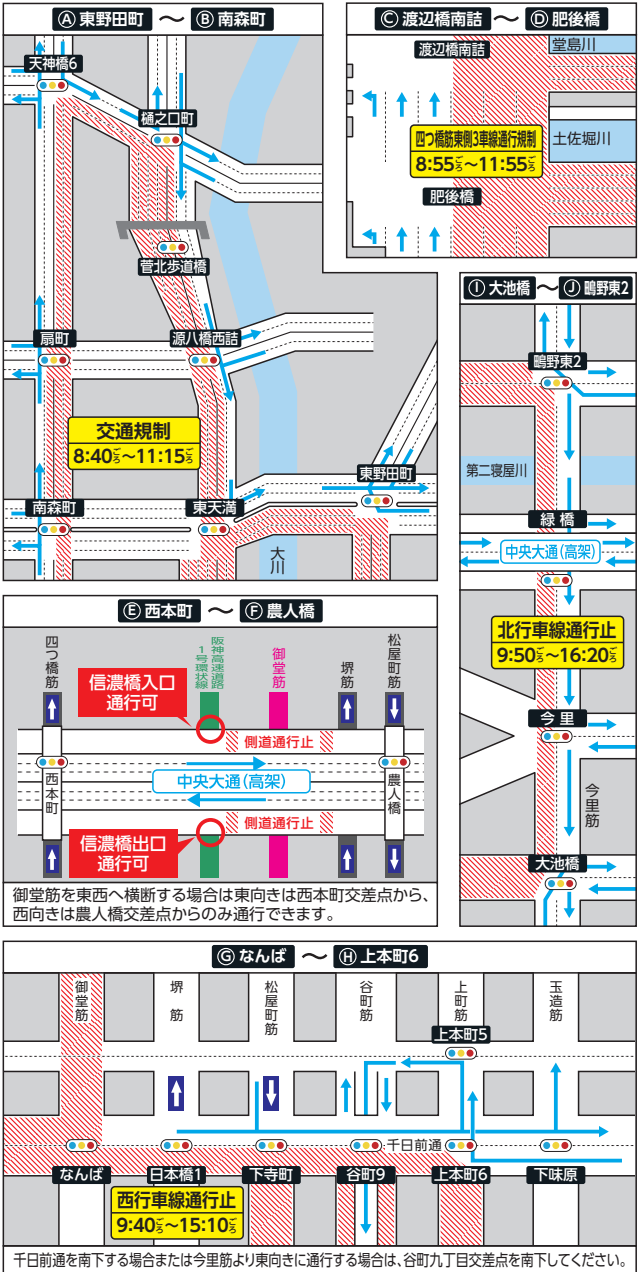 Ⓐ 東野田町 ～ Ⓑ 南森町
天神橋6
樋之口町
菅北歩道橋
扇町
源八橋西詰
交通規制
8:40ごろ～11:15ごろ
東野田町
南森町
東天満
大川
Ⓒ 渡辺橋南詰 ～ Ⓓ 肥後橋
渡辺橋南詰
堂島川
四つ橋筋東側3車線通行規制
8:55ごろ～11:55ごろ
土佐堀川
肥後橋
Ⓘ 大池橋 ～ Ⓙ 鴫野東2
鴫野東2
第二寝屋川
緑橋
中央大通(高架)
北行車線通行止
9:50ごろ～16:20ごろ
今里
今里筋
大池橋
Ⓔ 西本町 ～ Ⓕ 農人橋
四つ橋筋
阪神高速道路
1号環状線
御堂筋
堺筋
松屋町筋
信濃橋入口
通行可
側道通行止
西本町
中央大通(高架)
農人橋
側道通行止
信濃橋出口
通行可
御堂筋を東西へ横断する場合は東向きは西本町交差点から、
西向きは農人橋交差点からのみ通行できます。
Ⓖ なんば ～ Ⓗ 上本町6
御堂筋
堺筋
松屋町筋
谷町筋
上町筋
玉造筋
上本町5
千日前通
なんば
日本橋1
下寺町
谷町9
上本町6
下味原
西行車線通行止
9:40ごろ～15:10ごろ
千日前通を南下する場合または今里筋より東向きに通行する場合は、谷町九丁目交差点を南下してください。